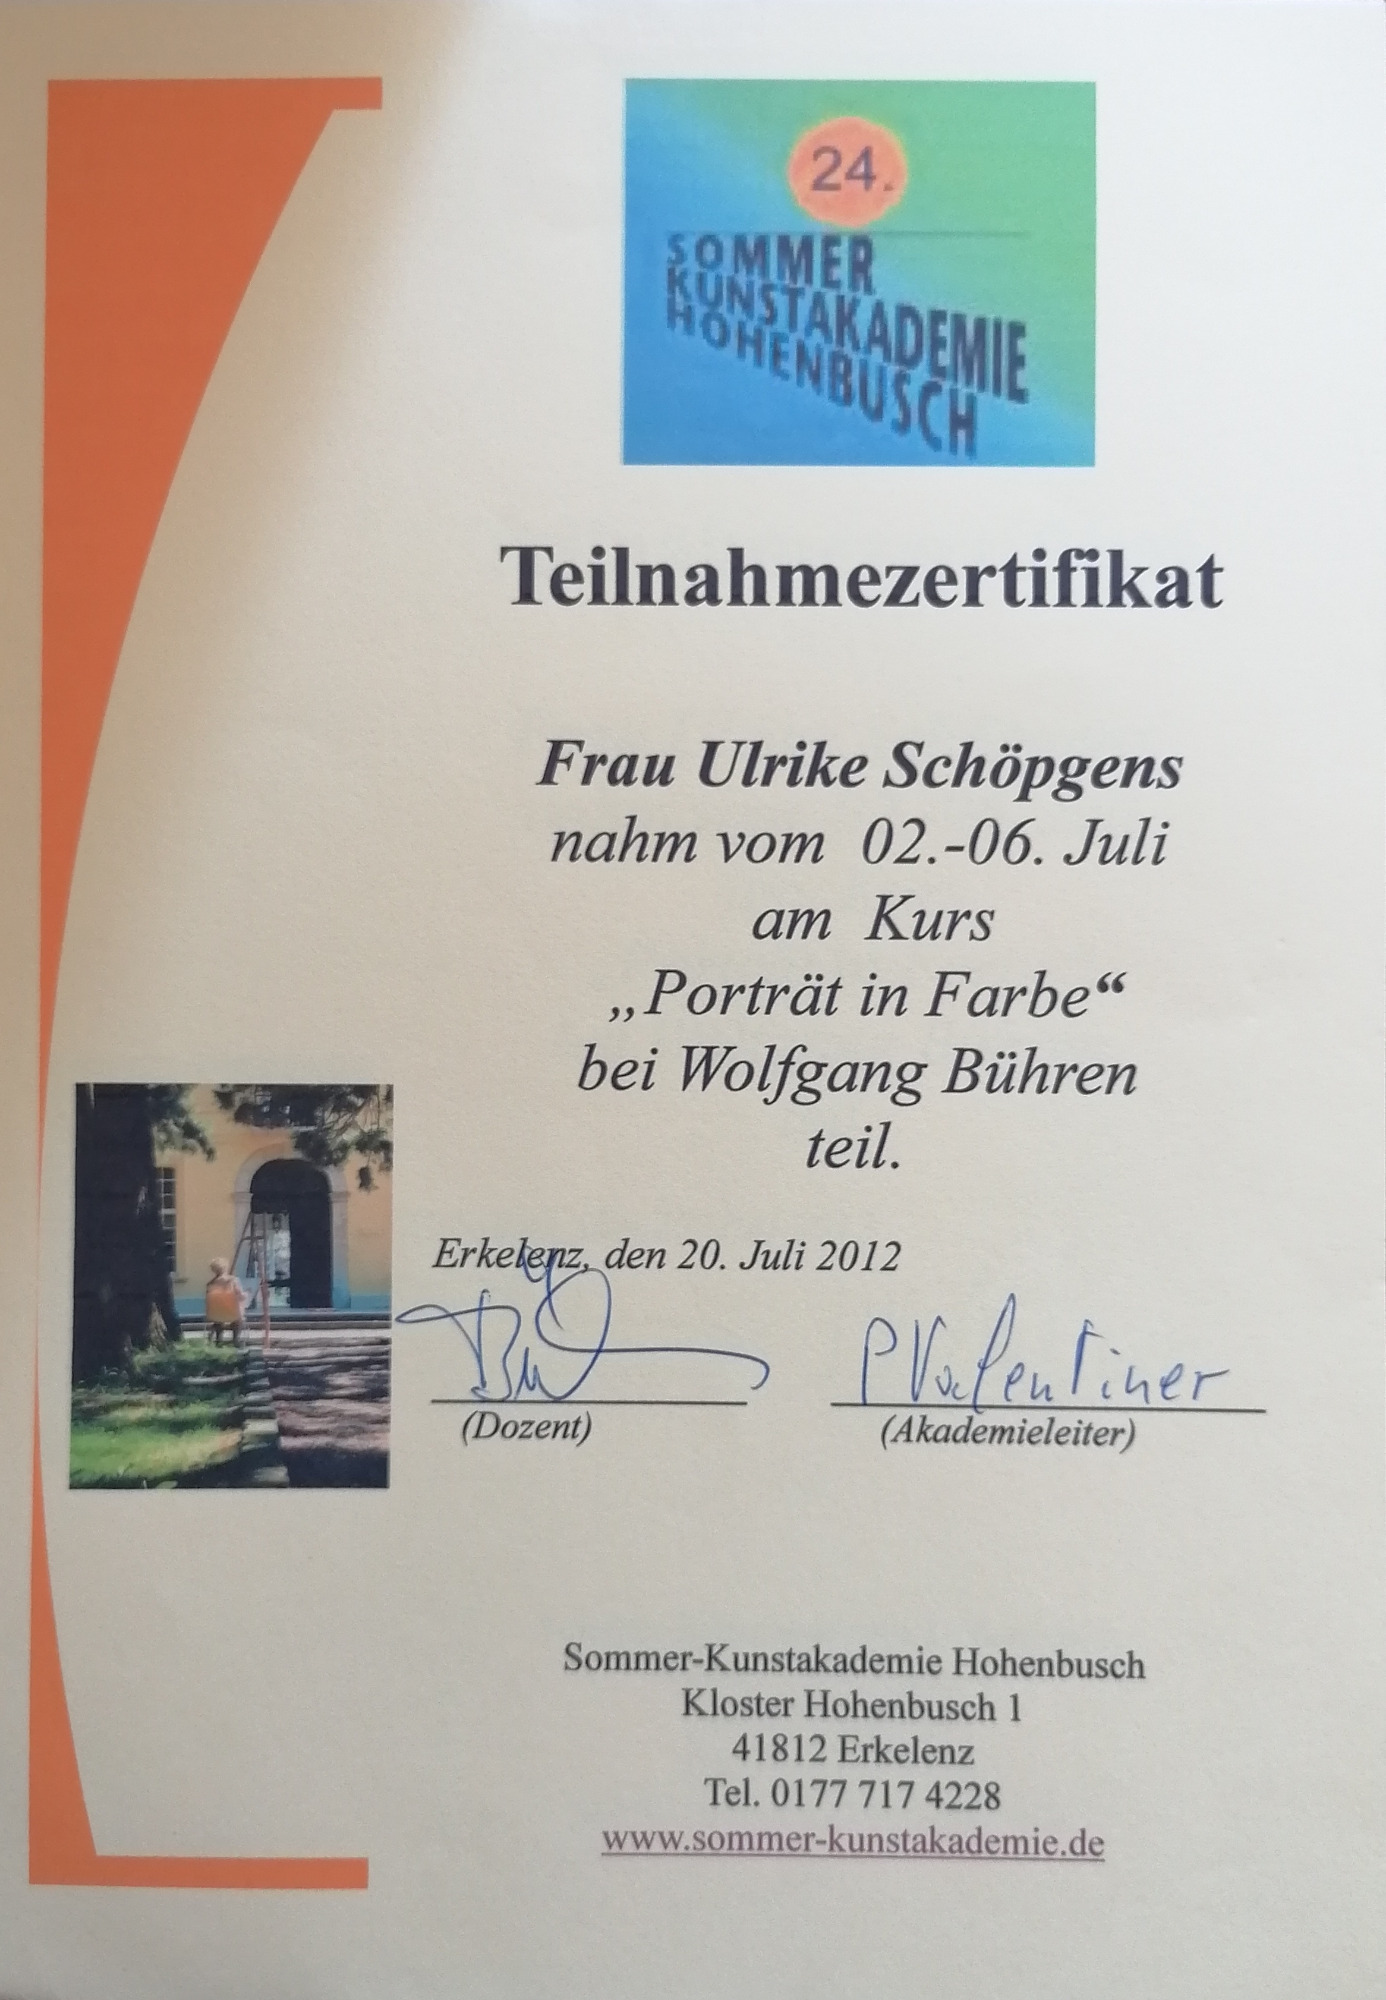 24.
SOMMER
KUNSTAKADEMIE
HOHENBUSCH
Teilnahmezertifikat
Frau Ulrike Schöpgens
nahm vom 02.-06. Juli
am Kurs
„Porträt in Farbe“
bei Wolfgang Bühren
teil.
Erkelenz, den 20. Juli 2012
P Valentiner
(Dozent) (Akademieleiter)
Sommer-Kunstakademie Hohenbusch
Kloster Hohenbusch 1
41812 Erkelenz
Tel. 0177 717 4228
www.sommer-kunstakademie.de